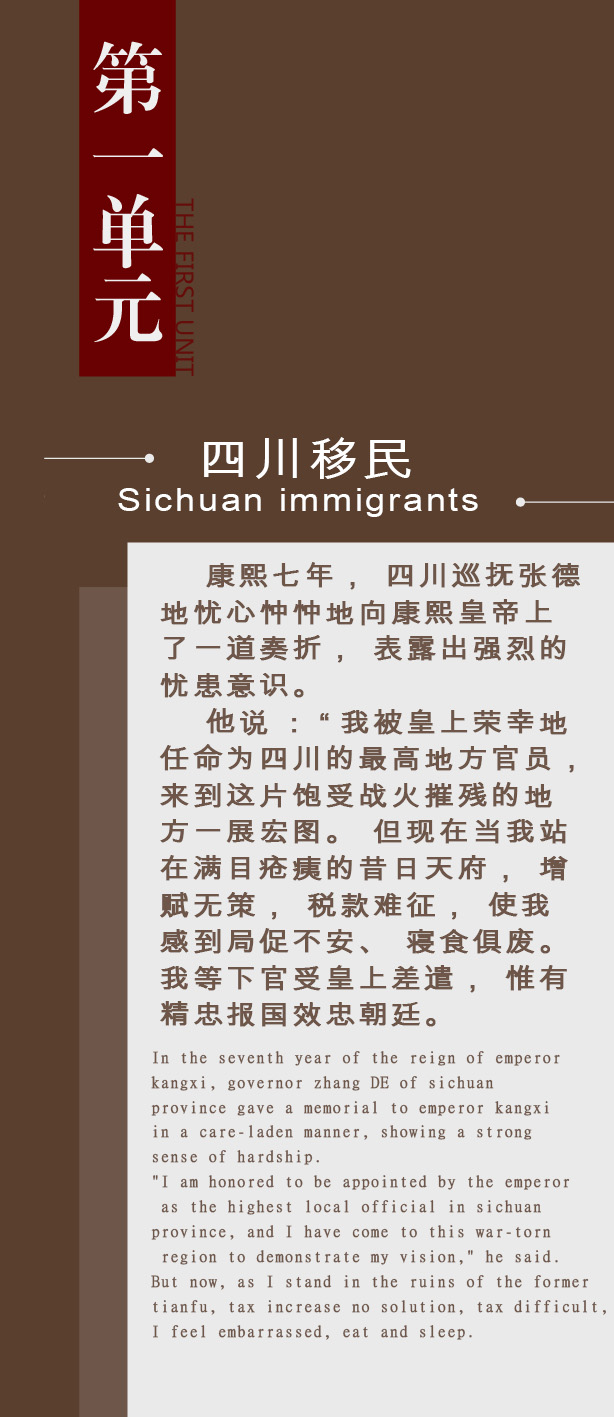 第一单元
THE FIRST UNIT
四川移民
Sichuan immigrants
康熙七年， 四川巡抚张德
地忧心忡忡地向康熙皇帝上
了一道奏折， 表露出强烈的
忧患意识。
他说：“我被皇上荣幸地
任命为四川的最高地方官员，
来到这片饱受战火摧残的地
方一展宏图。 但现在当我站
在满目疮痍的昔日天府， 增
赋无策， 税款难征， 使我
感到局促不安、 寝食俱废。
我等下官受皇上差遣， 惟有
精忠报国效忠朝廷。
In the seventh year of the reign of emperor
kangxi, governor zhang DE of sichuan
province gave a memorial to emperor kangxi
in a care-laden manner, showing a strong
sense of hardship.
"I am honored to be appointed by the emperor
as the highest local official in sichuan
province, and I have come to this war-torn
region to demonstrate my vision," he said.
But now, as I stand in the ruins of the former
tianfu, tax increase no solution, tax difficult,
I feel embarrassed, eat and sleep.